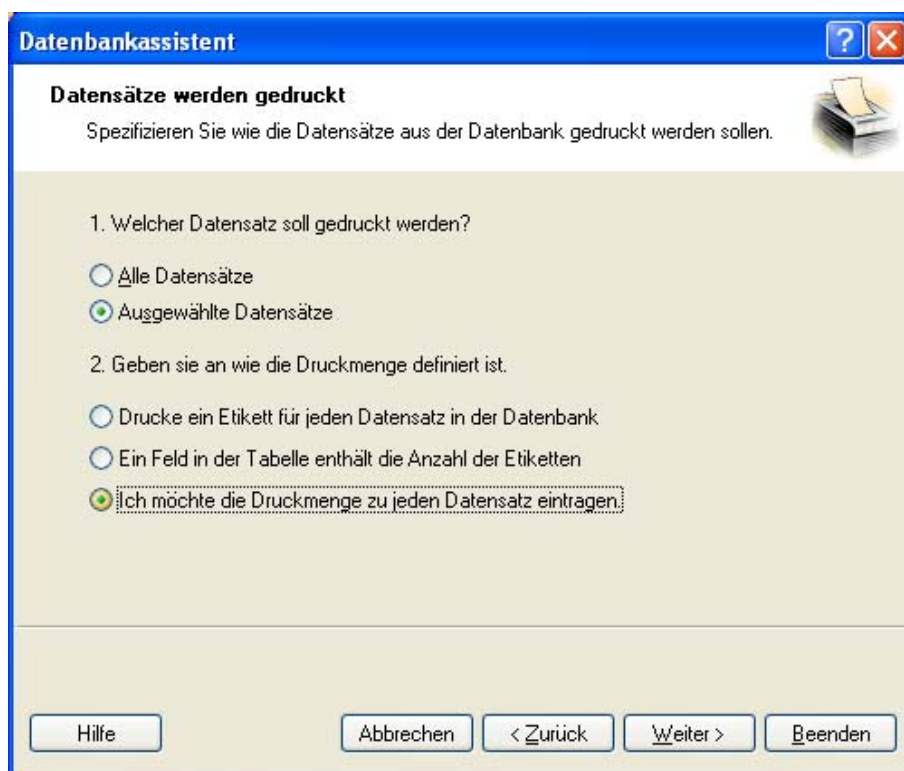 Datenbankassistent
Datensätze werden gedruckt
Spezifizieren Sie wie die Datensätze aus der Datenbank gedruckt werden sollen.
1. Welcher Datensatz soll gedruckt werden?
Alle Datensätze
Ausgewählte Datensätze
2. Geben sie an wie die Druckmenge definiert ist.
Drucke ein Etikett für jeden Datensatz in der Datenbank
Ein Feld in der Tabelle enthält die Anzahl der Etiketten
Ich möchte die Druckmenge zu jeden Datensatz eintragen.
Hilfe Abbrechen < Zurück Weiter > Beenden